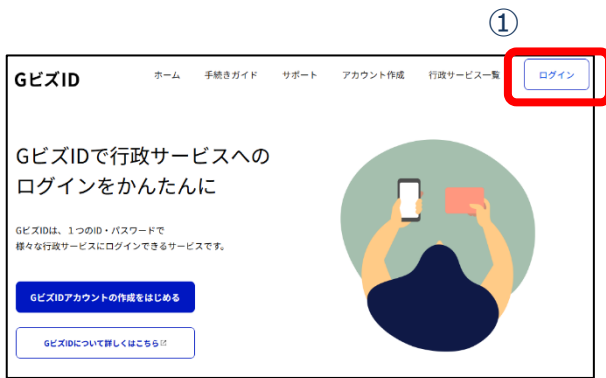 ①
GビズID ホーム 手続きガイド サポート アカウント作成 行政サービス一覧 ログイン
GビズIDで行政サービスへの
ログインをかんたんに
GビズIDは、1つのID・パスワードで
様々な行政サービスにログインできるサービスです。
GビズIDアカウントの作成をはじめる
GビズIDについて詳しくはこちら